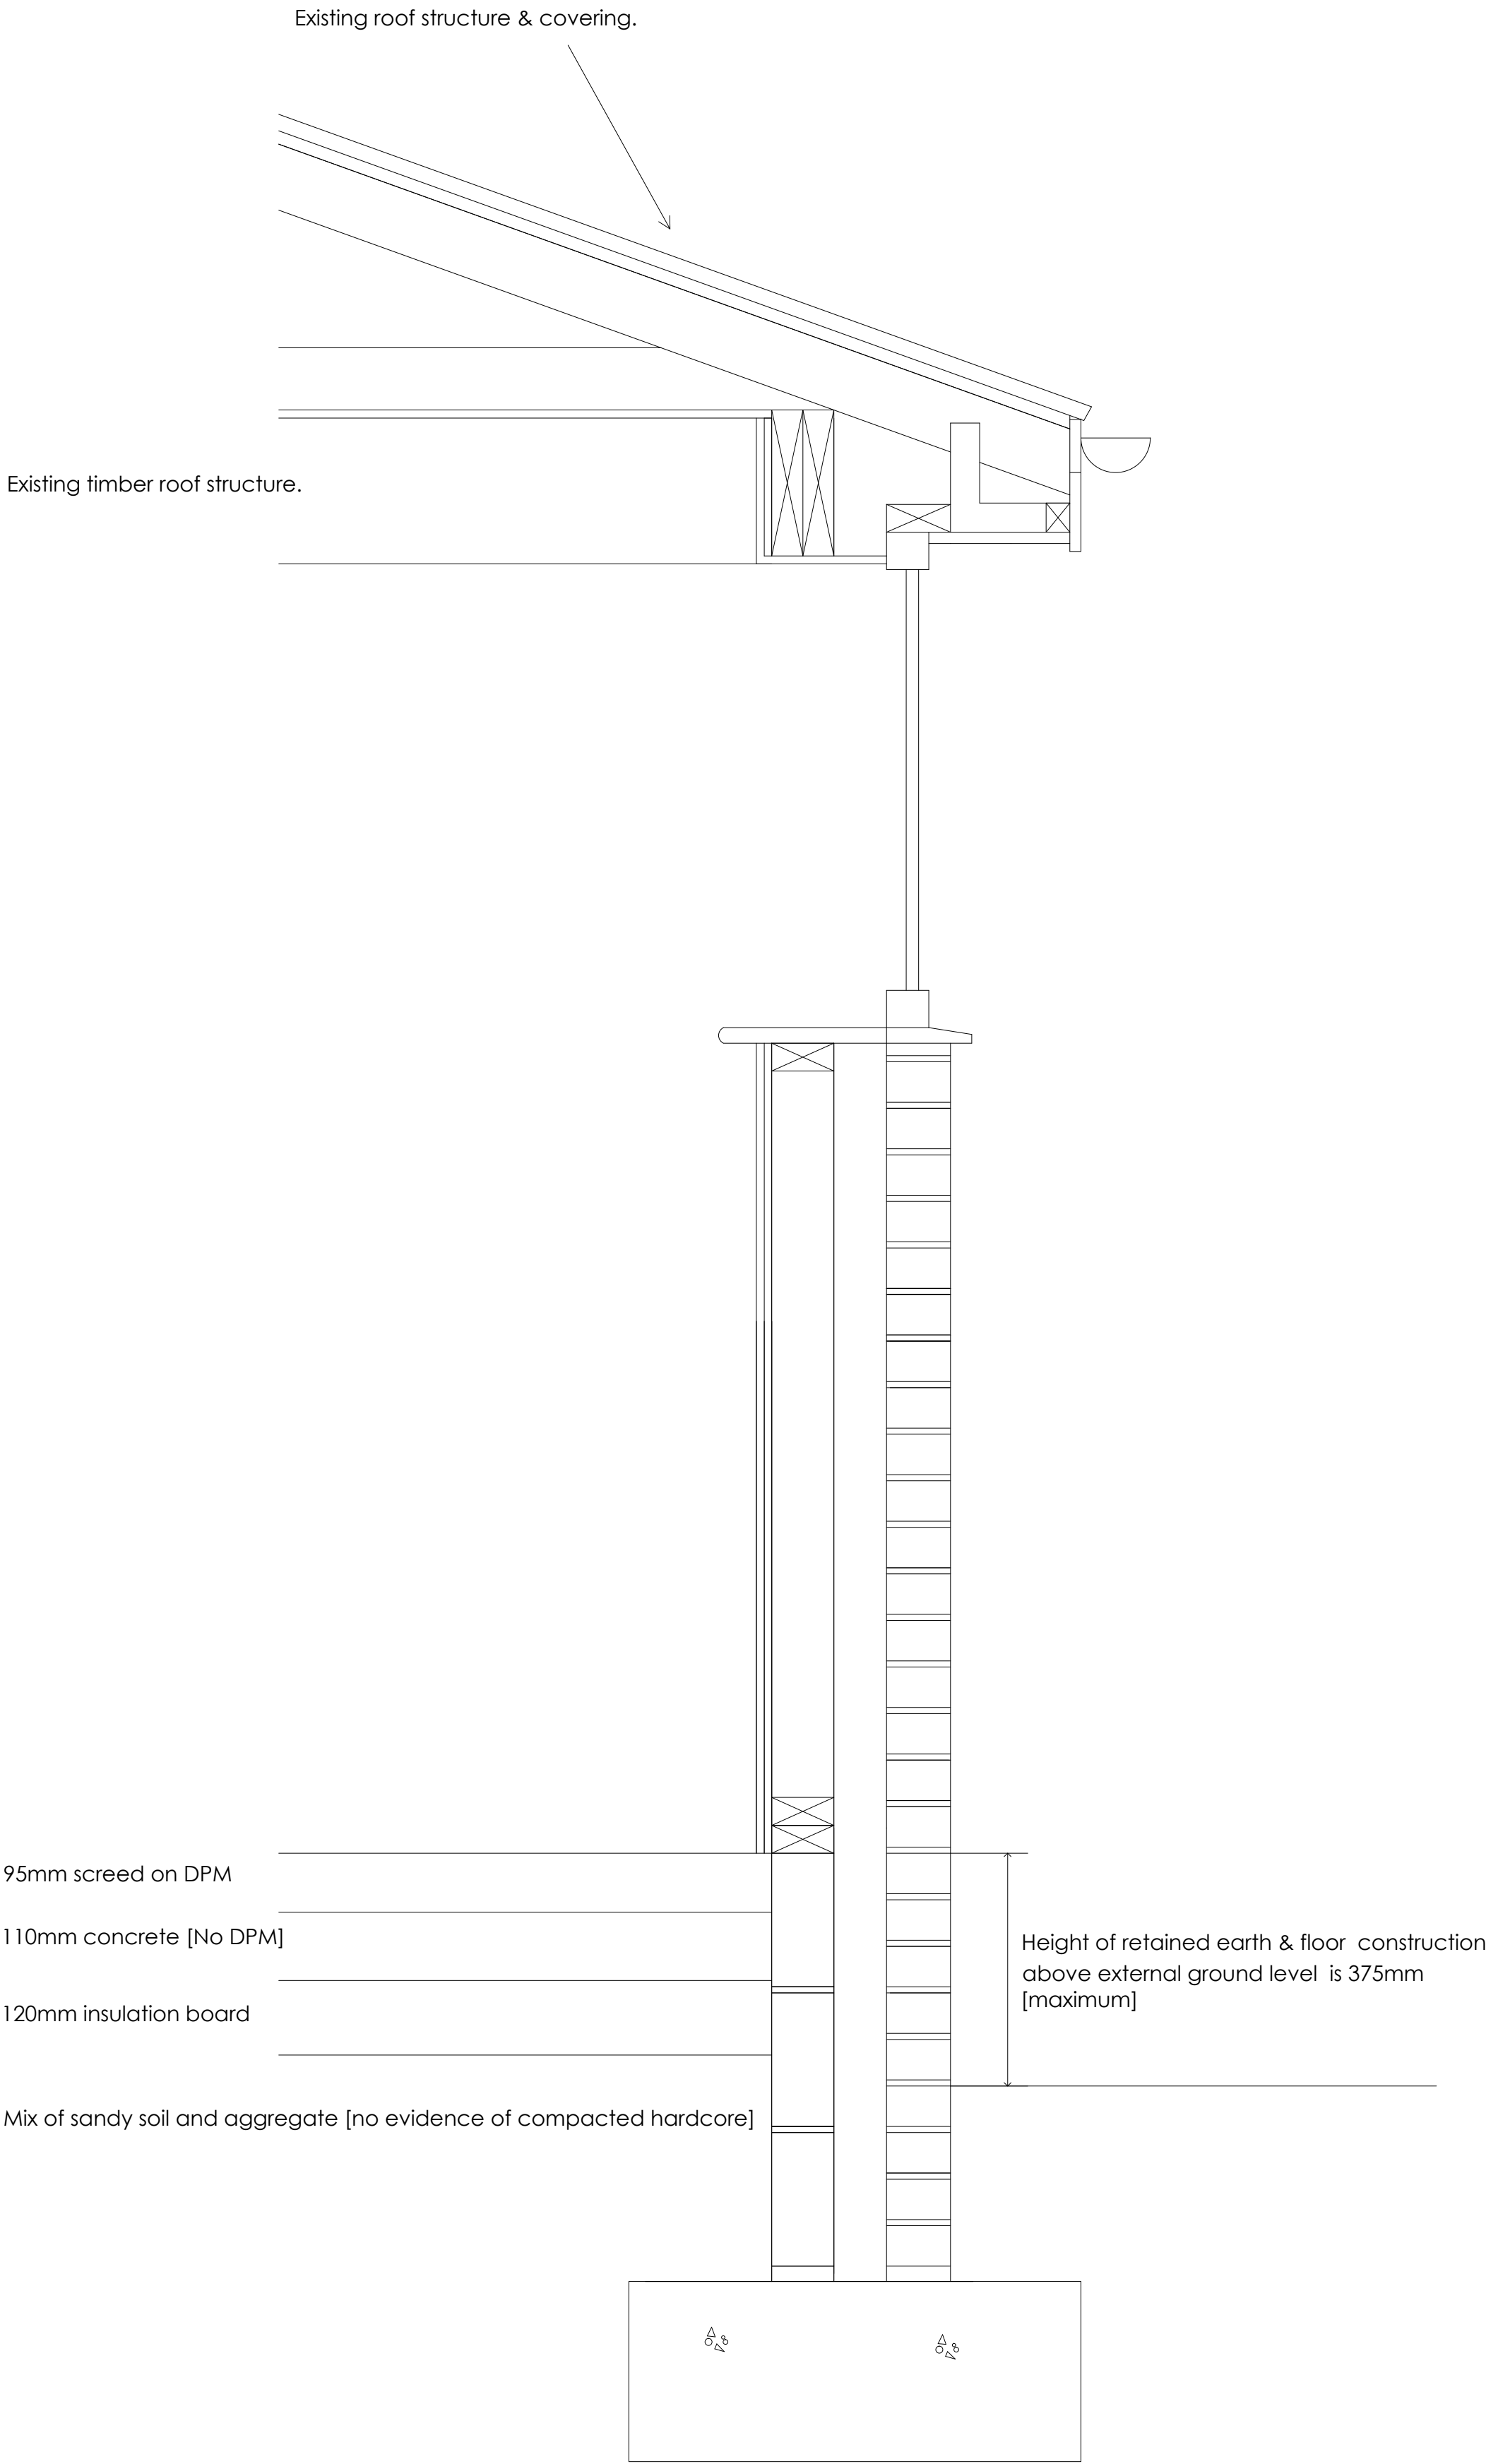 Existing roof structure & covering.
Existing timber roof structure.
95mm screed on DPM
110mm concrete [No DPM]
Height of retained earth & floor construction
above external ground level is 375mm
[maximum]
120mm insulation board
Mix of sandy soil and aggregate [no evidence of compacted hardcore]